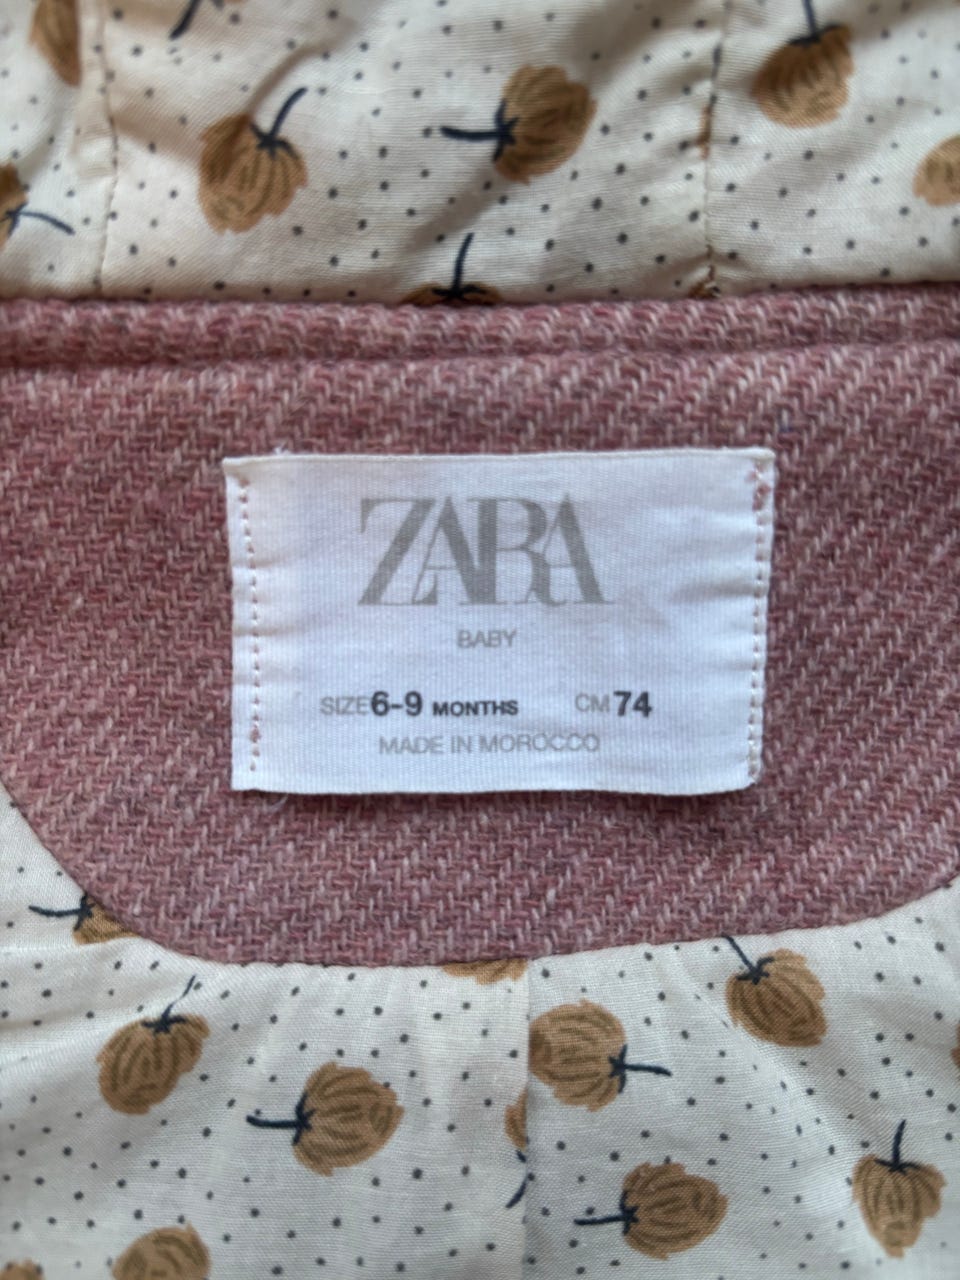 ZARA
BABY
SIZE 6-9 MONTHS CM 74
MADE IN MOROCCO